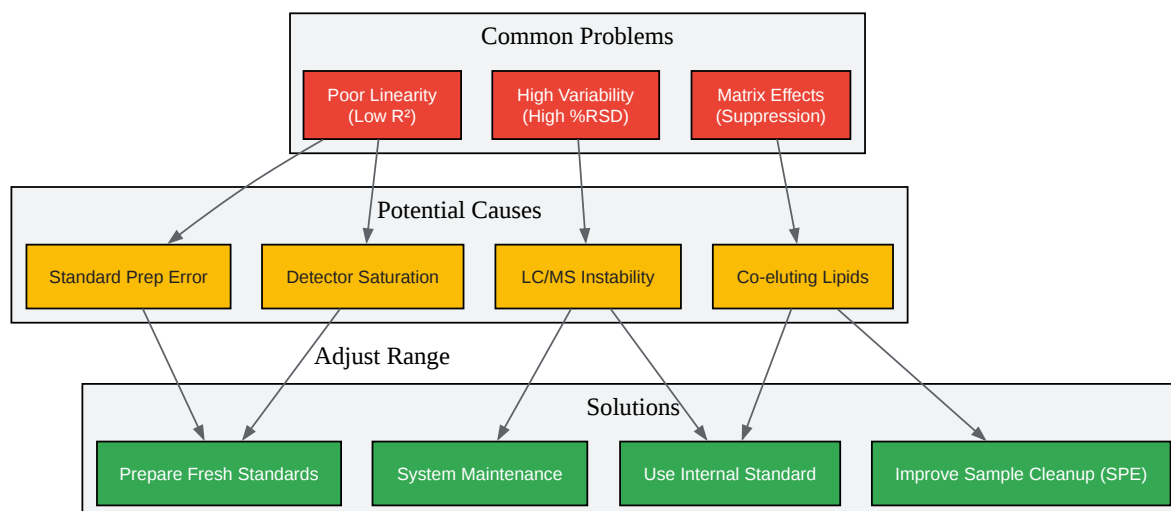 Common Problems
Poor Linearity
(Low R²)
High Variability
(High %RSD)
Matrix Effects
(Suppression)
Potential Causes
Standard Prep Error
Detector Saturation
LC/MS Instability
Co-eluting Lipids
Adjust Range
Solutions
Prepare Fresh Standards
System Maintenance
Use Internal Standard
Improve Sample Cleanup (SPE)